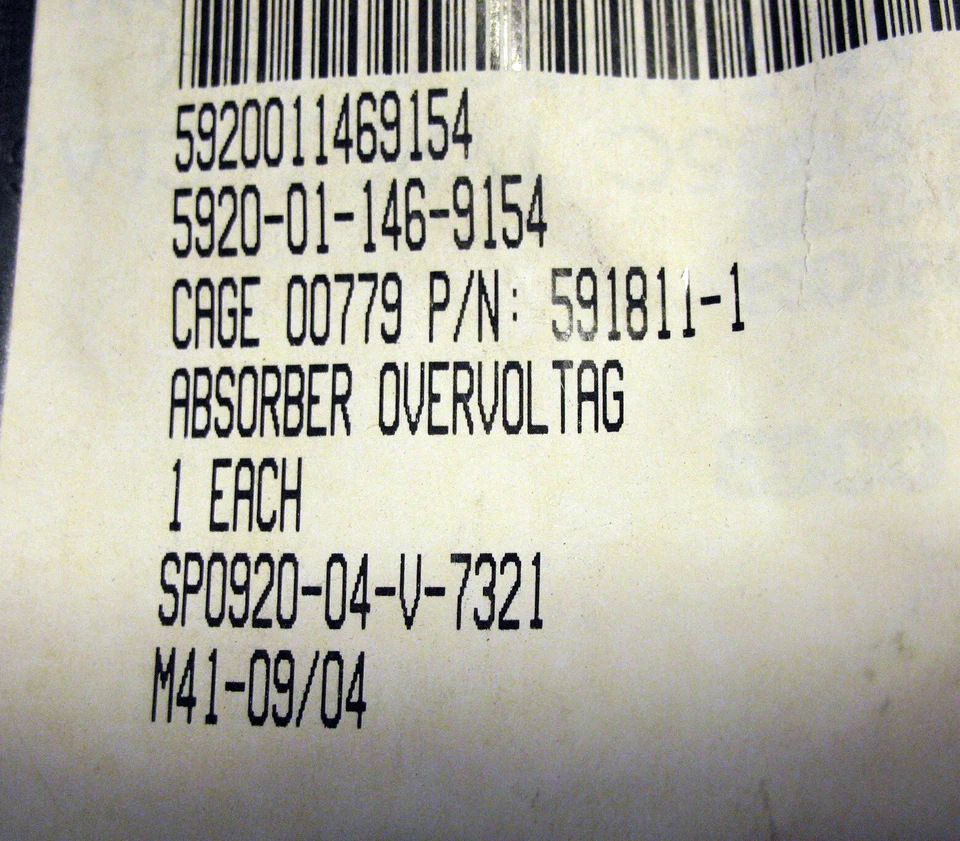 5920011469154
5920-01-146-9154
CAGE 00779 P/N: 591811-1
ABSORBER OVERVOLTAG
1 EACH
SP0920-04-V-7321
M41-09/04